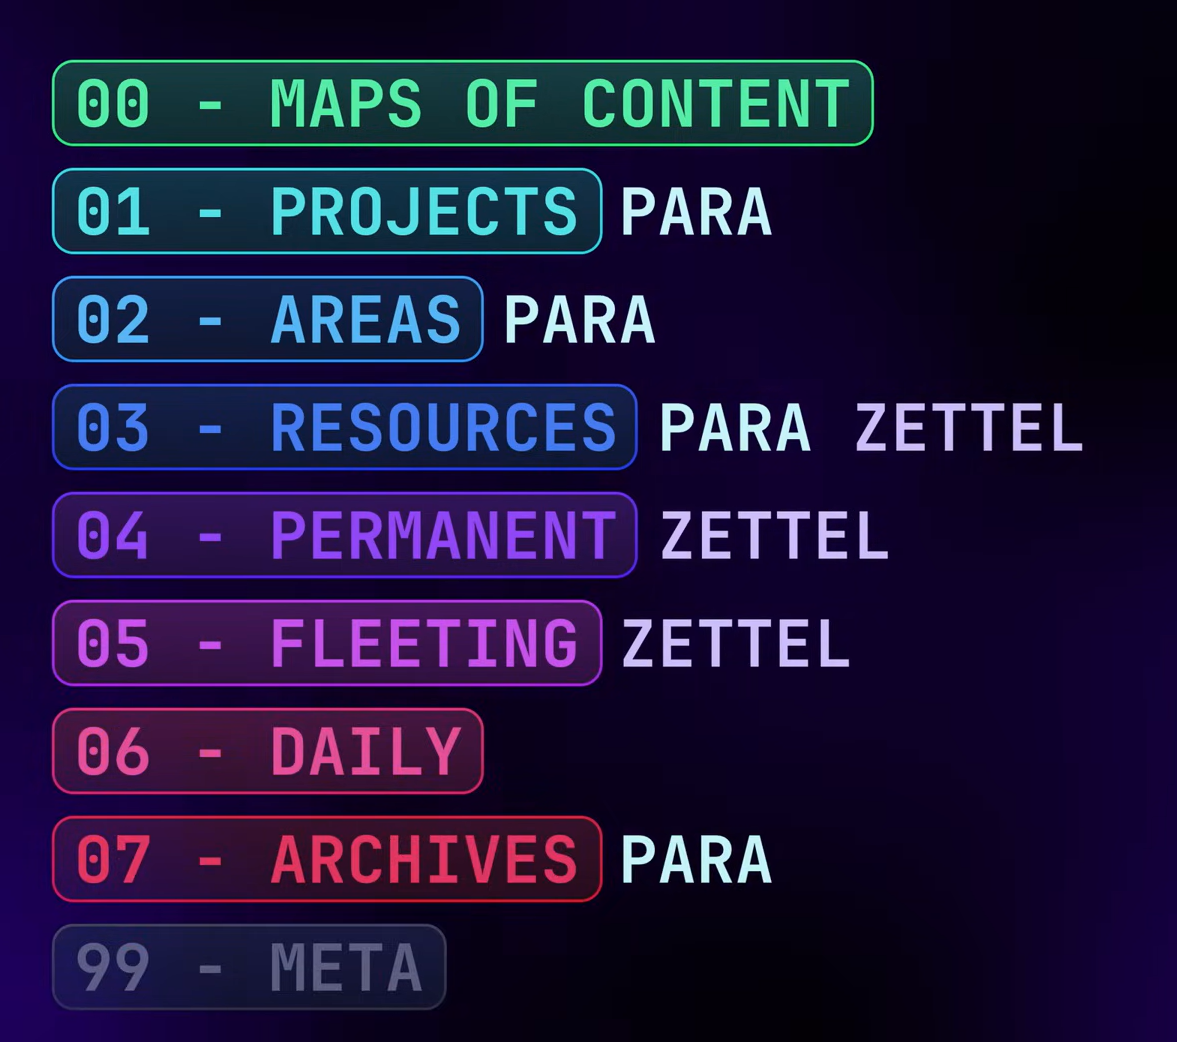 00 - MAPS OF CONTENT
01 - PROJECTS PARA
02 - AREAS PARA
03 - RESOURCES PARA ZETTEL
04 - PERMANENT ZETTEL
05 - FLEETING ZETTEL
06 - DAILY
07 - ARCHIVES PARA
99 - META